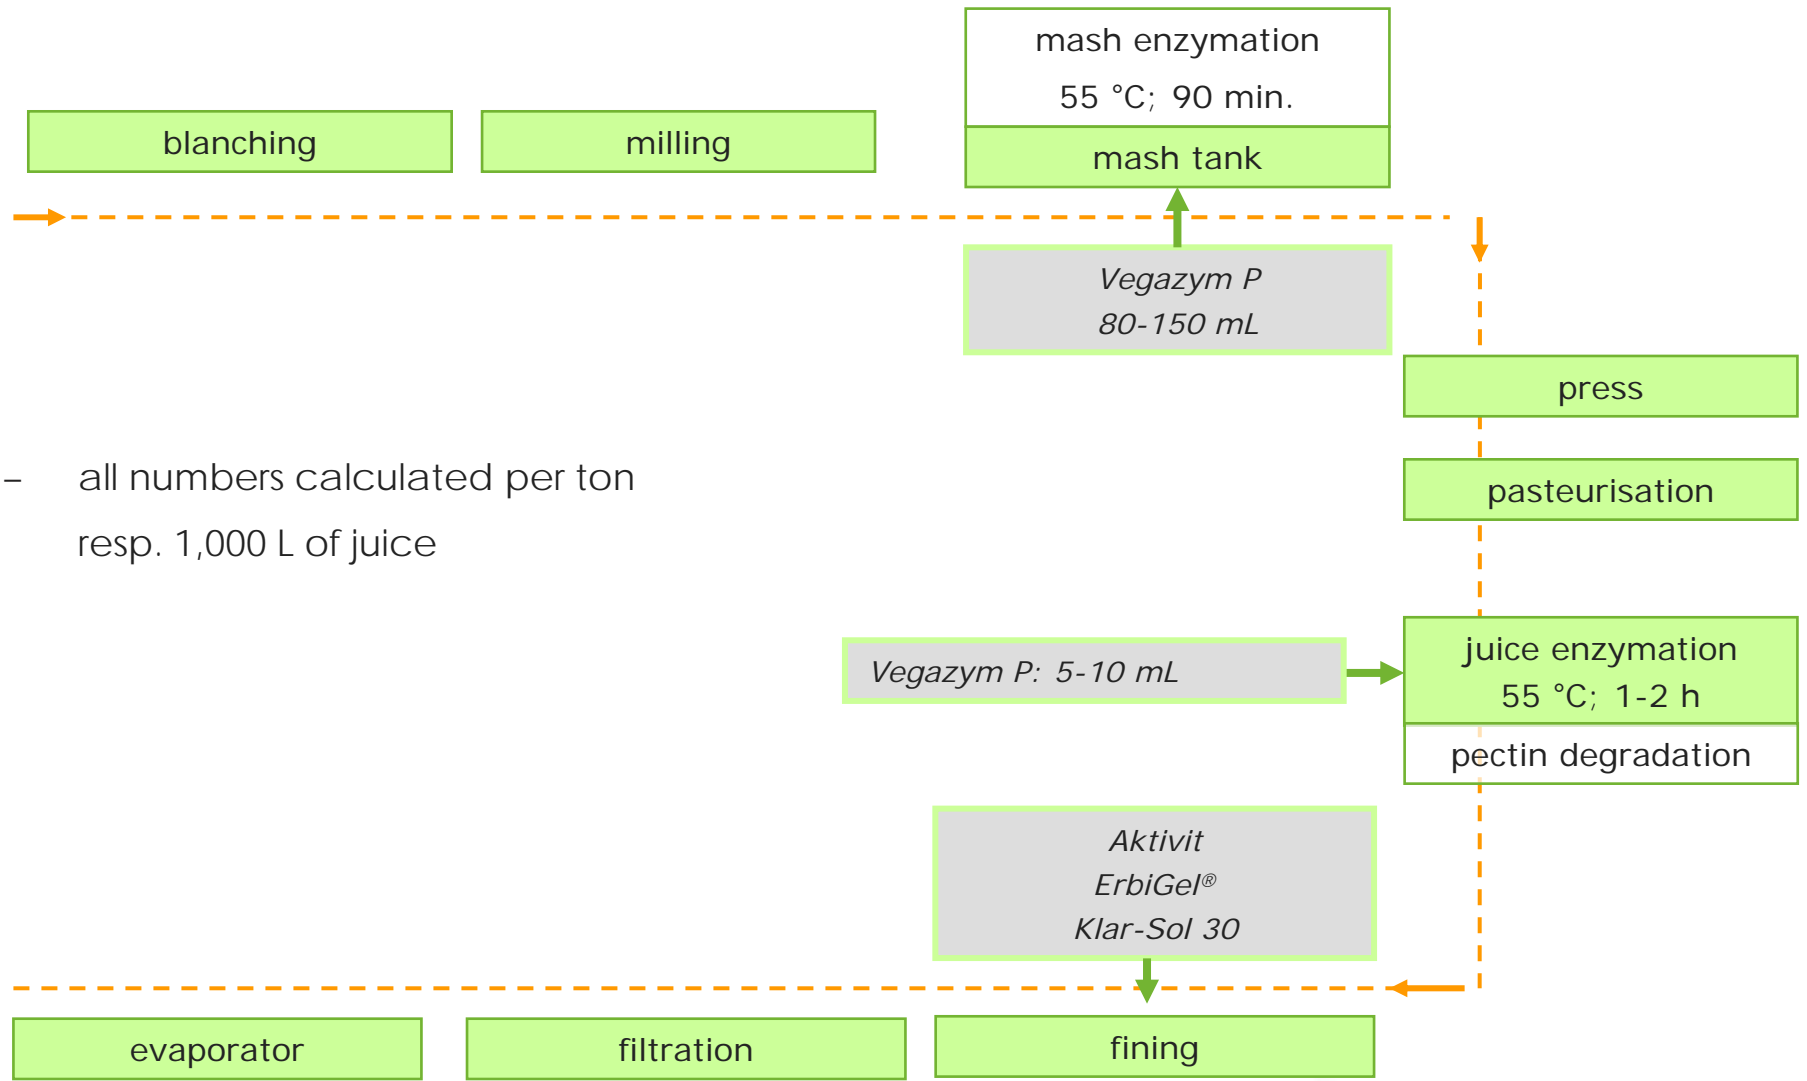 mash enzymation
55 °C; 90 min.
blanching
milling
mash tank
Vegazym P
80-150 mL
press
– all numbers calculated per ton
resp. 1,000 L of juice
pasteurisation
Vegazym P: 5-10 mL
juice enzymation
55 °C; 1-2 h
pectin degradation
Aktivit
ErbiGel®
Klar-Sol 30
evaporator
filtration
fining